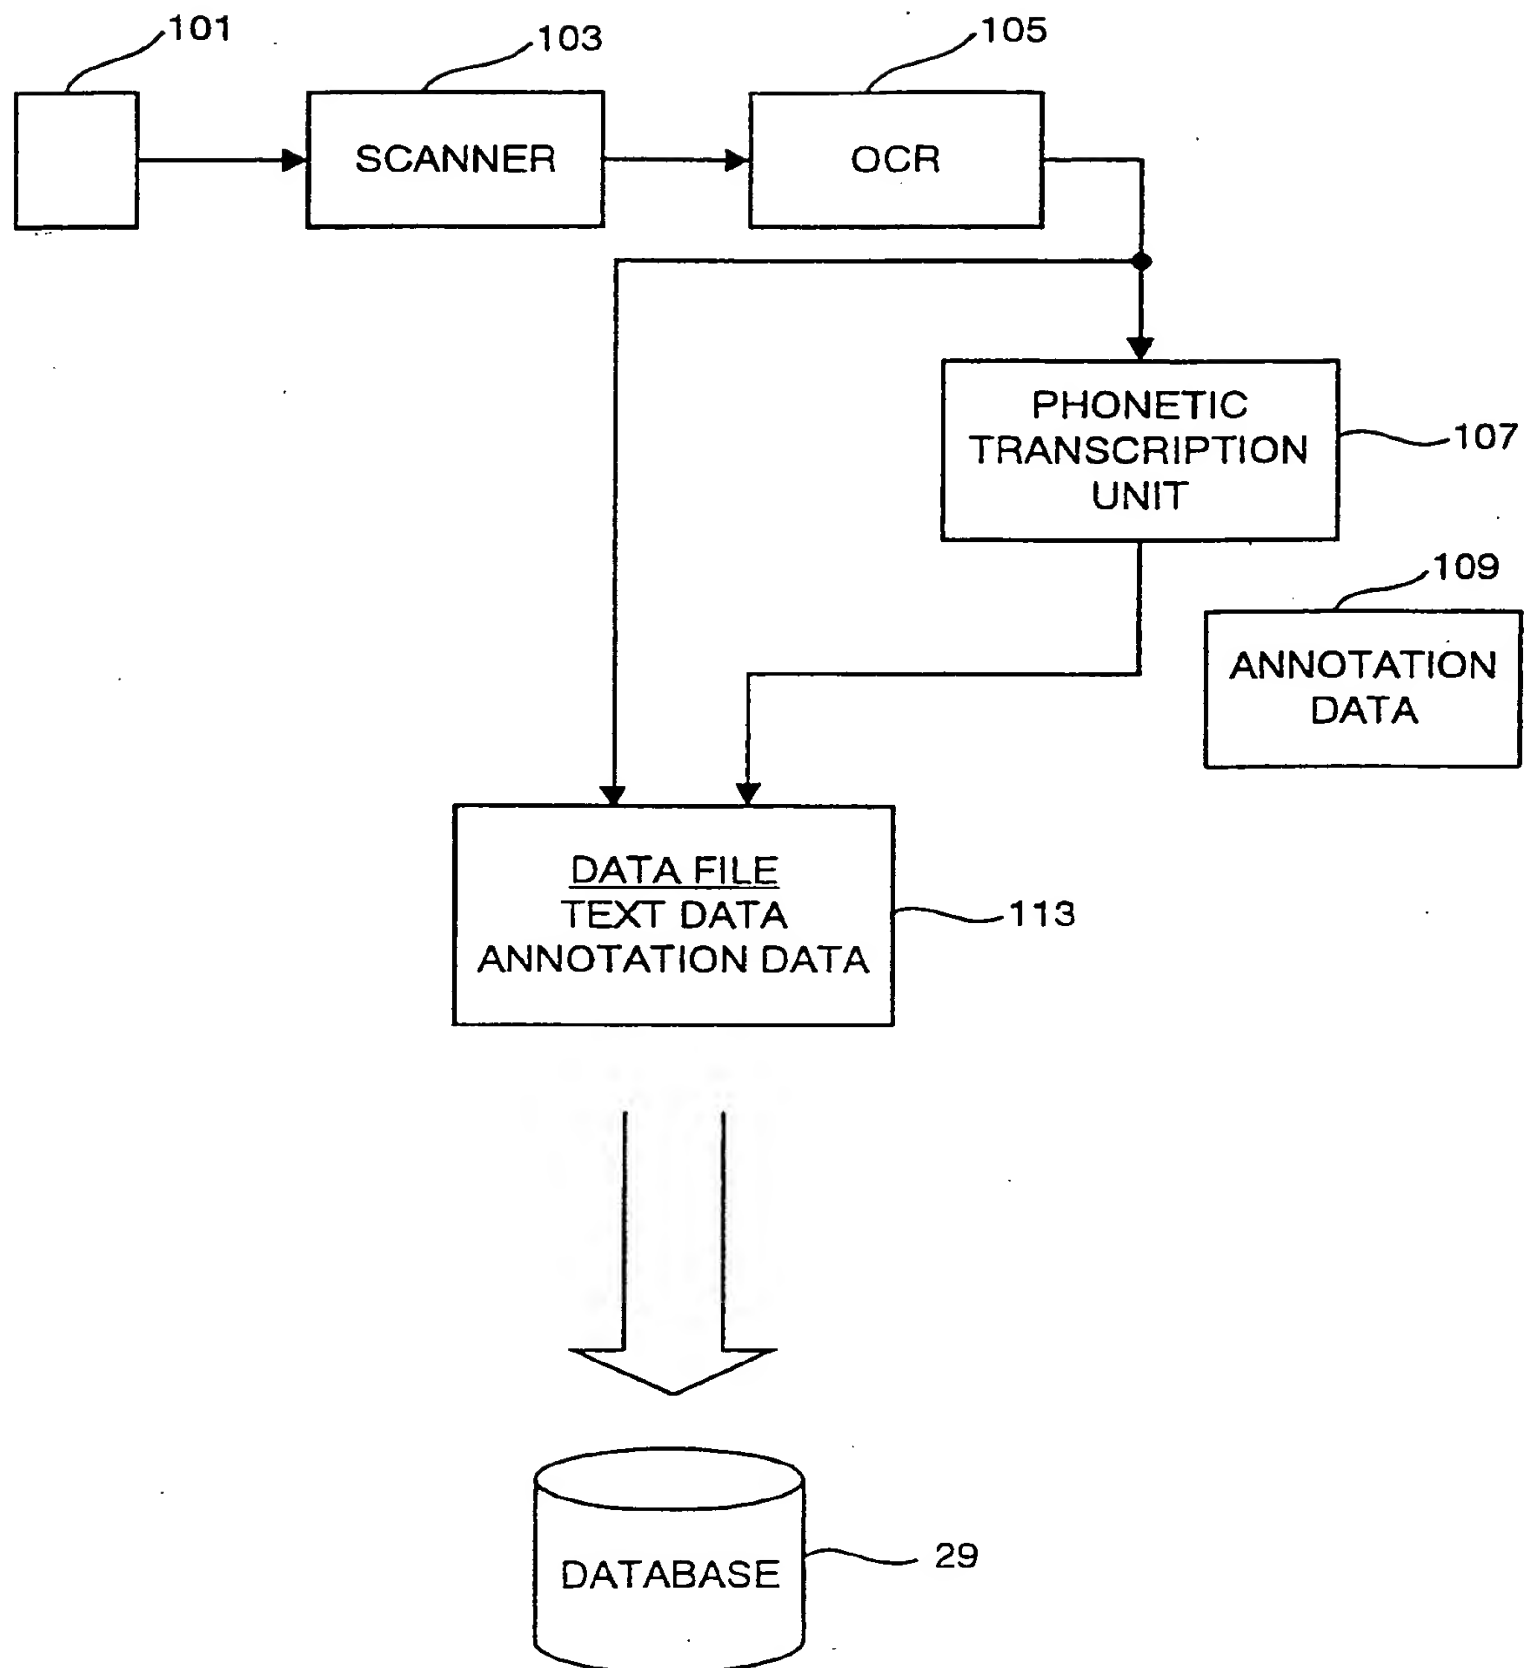 101
103
105
SCANNER
OCR
PHONETIC
TRANSCRIPTION
UNIT
107
109
ANNOTATION
DATA
DATA FILE
TEXT DATA
ANNOTATION DATA
113
DATABASE
29